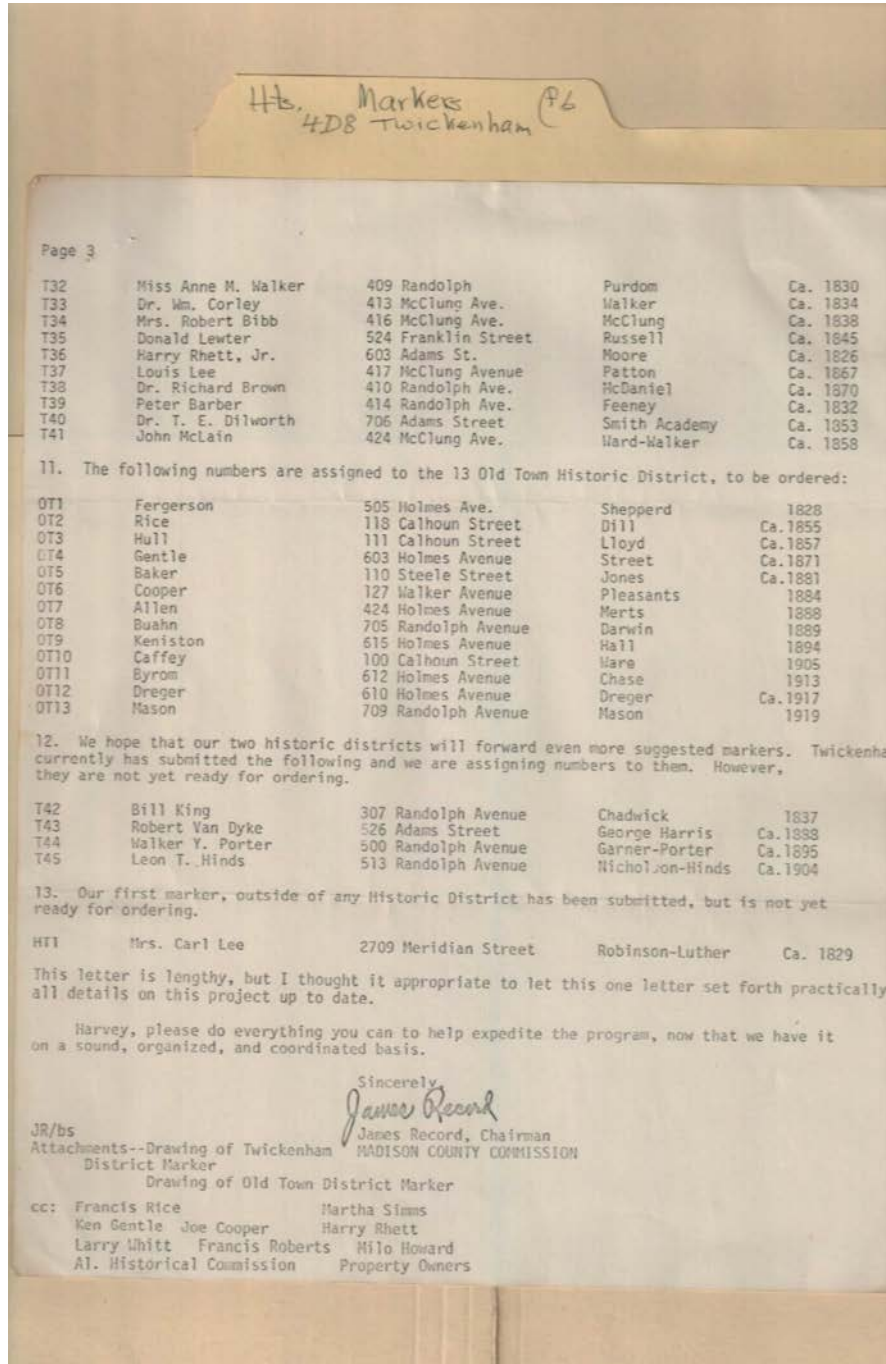 Hts. Markers P6
4D8 Twickenham
Page 3
T32 Miss Anne M. Walker 409 Randolph Purdom Ca. 1830
T33 Dr. Wm. Corley 413 McClung Ave. Walker Ca. 1834
T34 Mrs. Robert Bibb 416 McClung Ave. McClung Ca. 1838
T35 Donald Lewter 524 Franklin Street Russell Ca. 1845
T36 Harry Rhett, Jr. 603 Adams St. Moore Ca. 1826
T37 Louis Lee 417 McClung Avenue Patton Ca. 1867
T38 Dr. Richard Brown 410 Randolph Ave. McDaniel Ca. 1870
T39 Peter Barber 414 Randolph Ave. Feeney Ca. 1832
T40 Dr. T. E. Dilworth 706 Adams Street Smith Academy Ca. 1853
T41 John McLain 424 McClung Ave. Ward-Walker Ca. 1858
11. The following numbers are assigned to the 13 Old Town Historic District, to be ordered:
OT1 Fergerson 505 Holmes Ave. Shepperd 1828
OT2 Rice 118 Calhoun Street Dill Ca.1855
OT3 Hull 111 Calhoun Street Lloyd Ca.1857
OT4 Gentle 603 Holmes Avenue Street Ca.1871
OT5 Baker 110 Steele Street Jones Ca.1881
OT6 Cooper 127 Walker Avenue Pleasants 1884
OT7 Allen 424 Holmes Avenue Merts 1888
OT8 Buahn 705 Randolph Avenue Darwin 1889
OT9 Keniston 615 Holmes Avenue Hall 1894
OT10 Caffey 100 Calhoun Street Ware 1905
OT11 Byrom 612 Holmes Avenue Chase 1913
OT12 Dreger 610 Holmes Avenue Dreger Ca.1917
OT13 Mason 709 Randolph Avenue Mason 1919
12. We hope that our two historic districts will forward even more suggested markers. Twickenha
currently has submitted the following and we are assigning numbers to them. However,
they are not yet ready for ordering.
T42 Bill King 307 Randolph Avenue Chadwick 1837
T43 Robert Van Dyke 526 Adams Street George Harris Ca.1888
T44 Walker Y. Porter 500 Randolph Avenue Garner-Porter Ca.1895
T45 Leon T. Hinds 513 Randolph Avenue Nicholson-Hinds Ca.1904
13. Our first marker, outside of any Historic District has been submitted, but is not yet
ready for ordering.
HT1 Mrs. Carl Lee 2709 Meridian Street Robinson-Luther Ca. 1829
This letter is lengthy, but I thought it appropriate to let this one letter set forth practically
all details on this project up to date.
Harvey, please do everything you can to help expedite the program, now that we have it
on a sound, organized, and coordinated basis.
Sincerely,
James Record
JR/bs James Record, Chairman
Attachments--Drawing of Twickenham MADISON COUNTY COMMISSION
District Marker
Drawing of Old Town District Marker
cc: Francis Rice Martha Simms
Ken Gentle Joe Cooper Harry Rhett
Larry Whitt Francis Roberts Milo Howard
Al. Historical Commission Property Owners